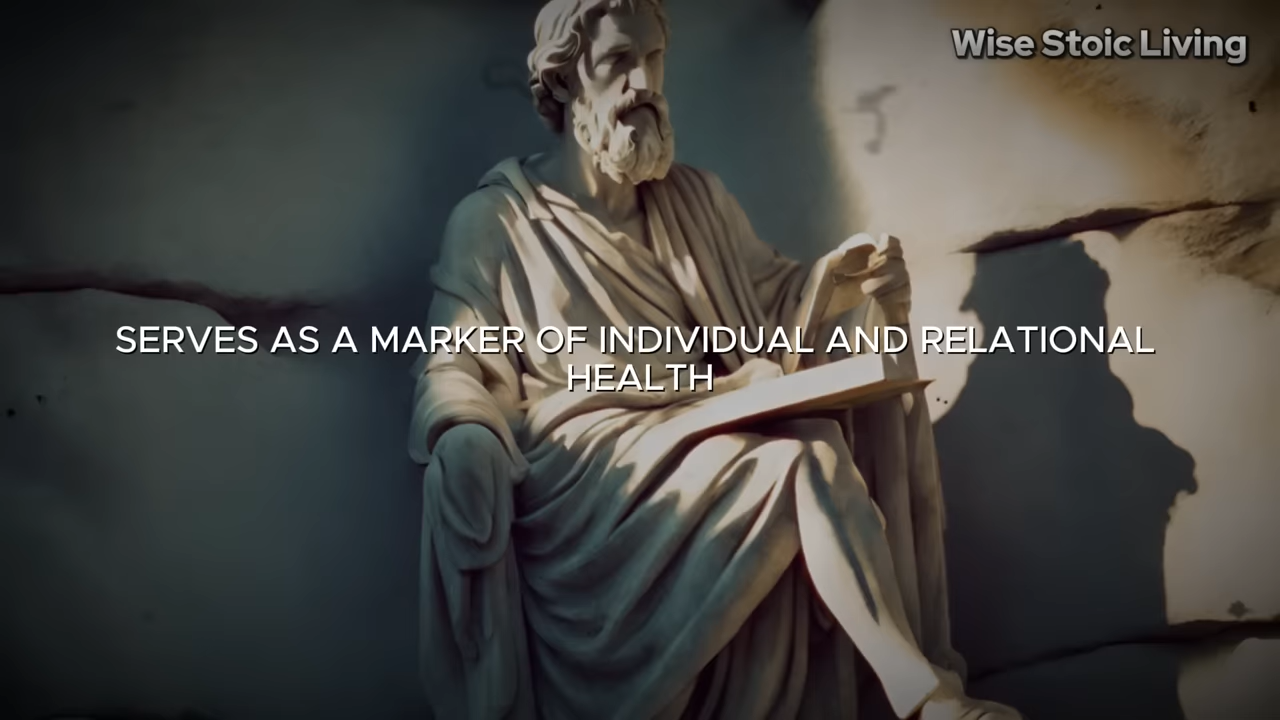 Wise Stoic Living
SERVES AS A MARKER OF INDIVIDUAL AND RELATIONAL
HEALTH